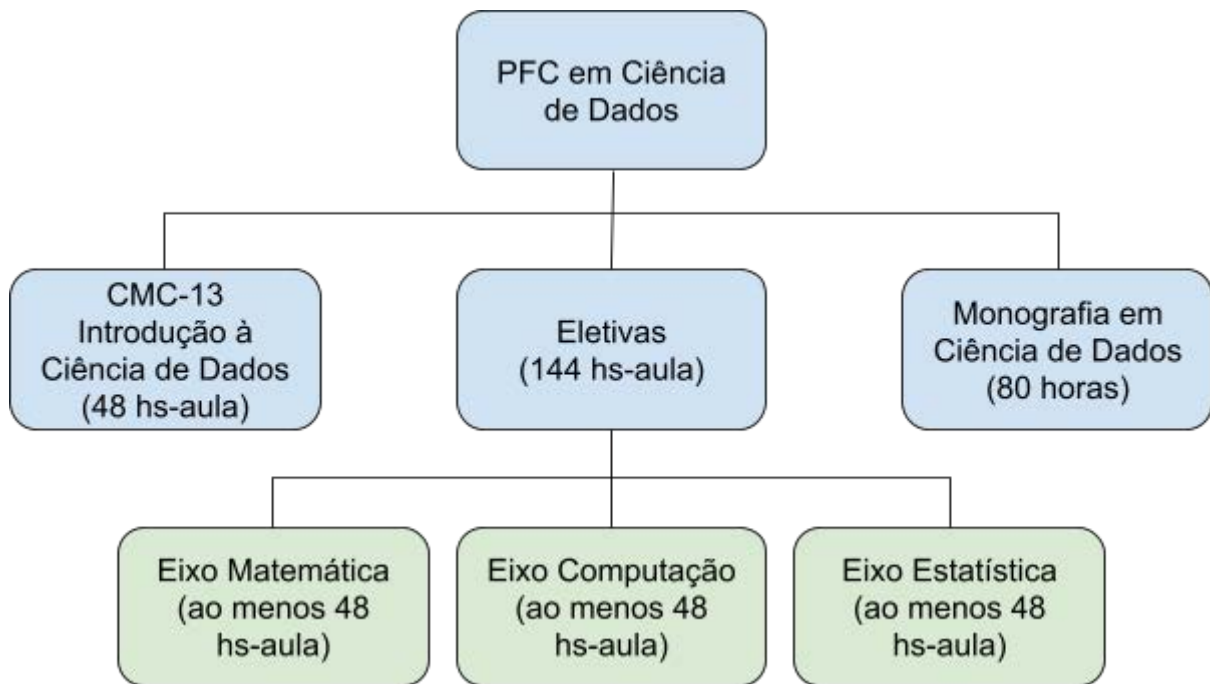 PFC em Ciência
de Dados
CMC-13
Introdução à
Ciência de Dados
(48 hs-aula)
Eletivas
(144 hs-aula)
Monografia em
Ciência de Dados
(80 horas)
Eixo Matemática
(ao menos 48
hs-aula)
Eixo Computação
(ao menos 48
hs-aula)
Eixo Estatística
(ao menos 48
hs-aula)